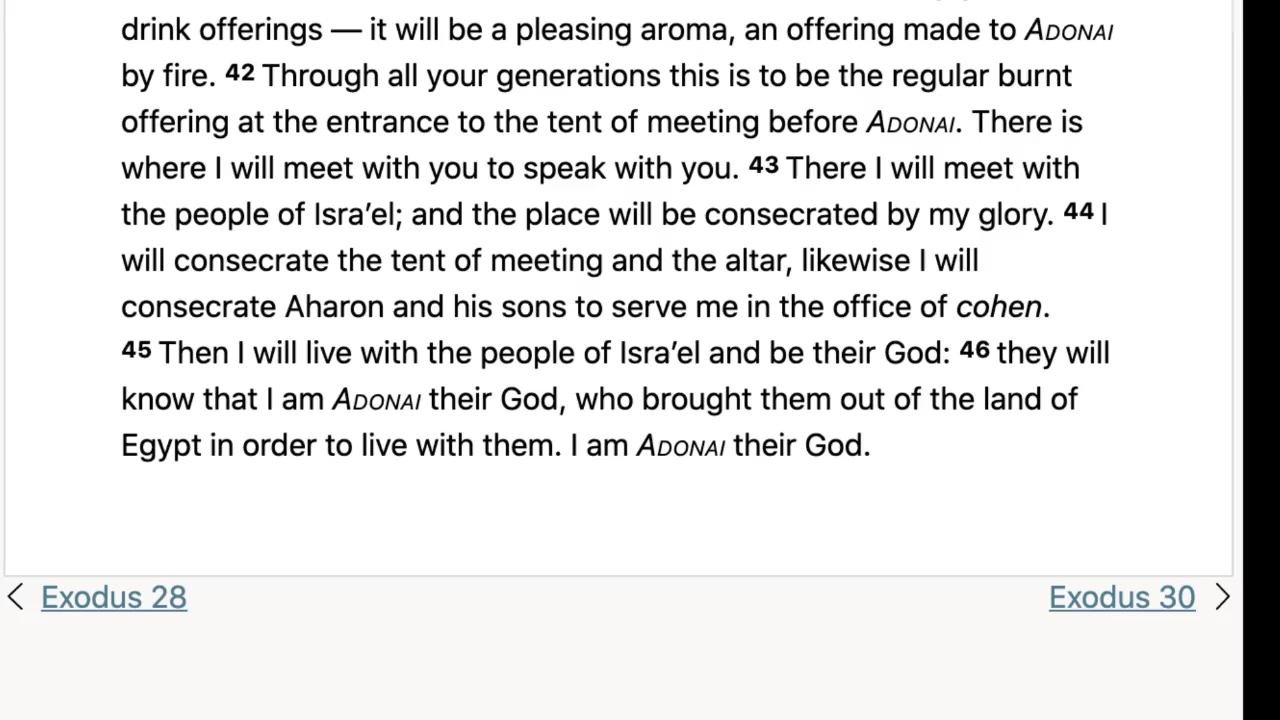 drink offerings — it will be a pleasing aroma, an offering made to ADONAI
by fire. 42 Through all your generations this is to be the regular burnt
offering at the entrance to the tent of meeting before ADONAI. There is
where I will meet with you to speak with you. 43 There I will meet with
the people of Isra’el; and the place will be consecrated by my glory. 44 I
will consecrate the tent of meeting and the altar, likewise I will
consecrate Aharon and his sons to serve me in the office of cohen.
45 Then I will live with the people of Isra’el and be their God: 46 they will
know that I am ADONAI their God, who brought them out of the land of
Egypt in order to live with them. I am ADONAI their God.
Exodus 28
Exodus 30